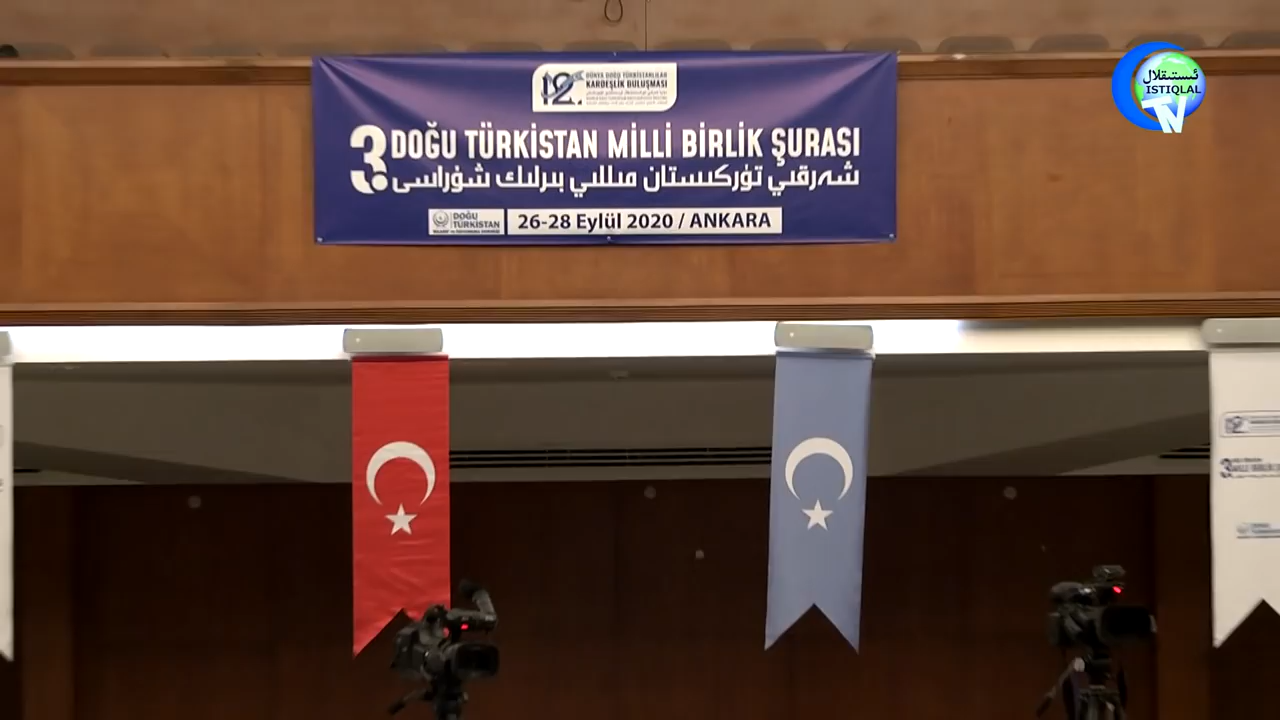 12.
DÜNYA DOĞU TÜRKİSTANLILAR
KARDEŞLİK BULUŞMASI
3. DOĞU TÜRKİSTAN MİLLİ BİRLİK ŞURASI
شەرقىي تۈركىستان مىللىي بىرلىك شۇراسى
DOĞU
TÜRKİSTAN
26-28 Eylül 2020 / ANKARA
ئىستىقلال
ISTIQLAL